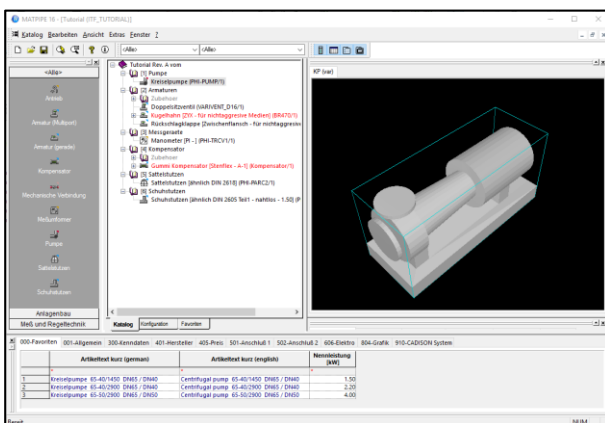 MATPIPE 16 - [Tutorial (ITP_TUTORIAL)]
Katalog Bearbeiten Ansicht Extras Fenster ?
<Alle> <Alle>
<Alle>
Antrieb
Armatur (Multiport)
Armatur (gerade)
Kompensator
Mechanische Verbindung
Meßumformer
Pumpe
Sattelstutzen
Schuhstutzen
Anlagenbau
Meß und Regeltechnik
Tutorial Rev. A vom
[1] Pumpe
Kreiselpumpe (PHI-PUMP/1)
[2] Armaturen
Zubehoer
Doppelsitzventil (VARIVENT_D16/1)
Kugelhahn [ZYX - für nichtaggresive Medien] (BR470/1)
Rückschlagklappe [Zwischenflansch - für nichtaggresive
[3] Messgeraete
Manometer [PI - ] (PHI-TRCV1/1)
[4] Kompensator
Zubehoer
Gummi Kompensator [Stenflex - A-1] (Kompensator/1)
[5] Sattelstutzen
Sattelstutzen [ähnlich DIN 2618] (PHI-PARC2/1)
[6] Schuhstutzen
Schuhstutzen [ähnlich DIN 2605 Teil1 - nahtlos - 1.50] (P
Katalog Konfiguration Favoriten
KP (var)
000-Favoriten 001-Allgemein 300-Kenndaten 401-Hersteller 405-Preis 501-Anschluß 1 502-Anschluß 2 606-Elektro 804-Grafik 910-CADISON System
Artikeltext kurz (german) Artikeltext kurz (english) Nennleistung [kW]
* * *
1 Kreiselpumpe 65-40/1450 DN65 / DN40 Centrifugal pump 65-40/1450 DN65 / DN40 1.50
2 Kreiselpumpe 65-40/2900 DN65 / DN40 Centrifugal pump 65-40/2900 DN65 / DN40 2.20
3 Kreiselpumpe 65-50/2900 DN65 / DN50 Centrifugal pump 65-50/2900 DN65 / DN50 4.00
Bereit NUM